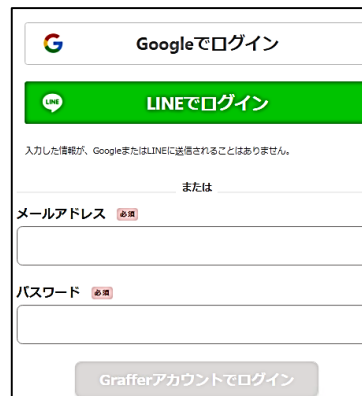 Googleでログイン
LINE LINEでログイン
入力した情報が、GoogleまたはLINEに送信されることはありません。
または
メールアドレス 必須
パスワード 必須
Grafferアカウントでログイン